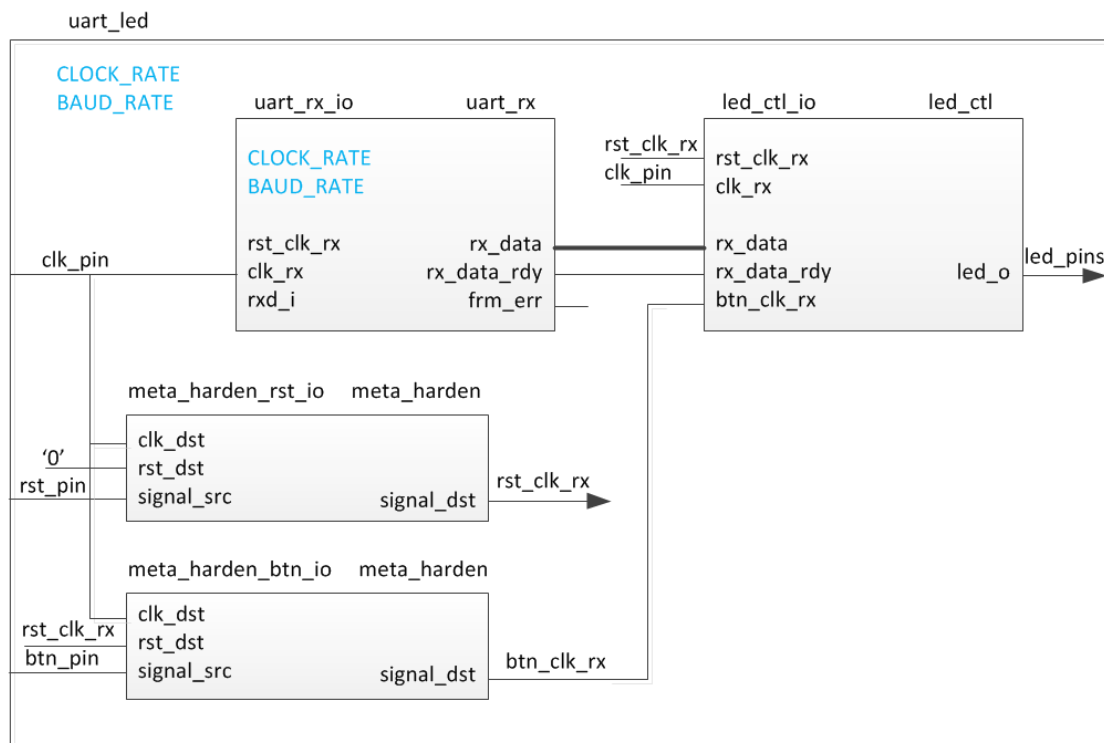 uart_led
CLOCK_RATE
BAUD_RATE
uart_rx_io uart_rx
CLOCK_RATE
BAUD_RATE
rst_clk_rx
clk_rx
rxd_i
rx_data
rx_data_rdy
frm_err
clk_pin
led_ctl_io led_ctl
rst_clk_rx
clk_pin
rst_clk_rx
clk_rx
rx_data
rx_data_rdy
btn_clk_rx
led_o
led_pins
meta_harden_rst_io meta_harden
clk_dst
rst_dst
signal_src
signal_dst
‘0’
rst_pin
rst_clk_rx
meta_harden_btn_io meta_harden
clk_dst
rst_dst
signal_src
signal_dst
rst_clk_rx
btn_pin
btn_clk_rx